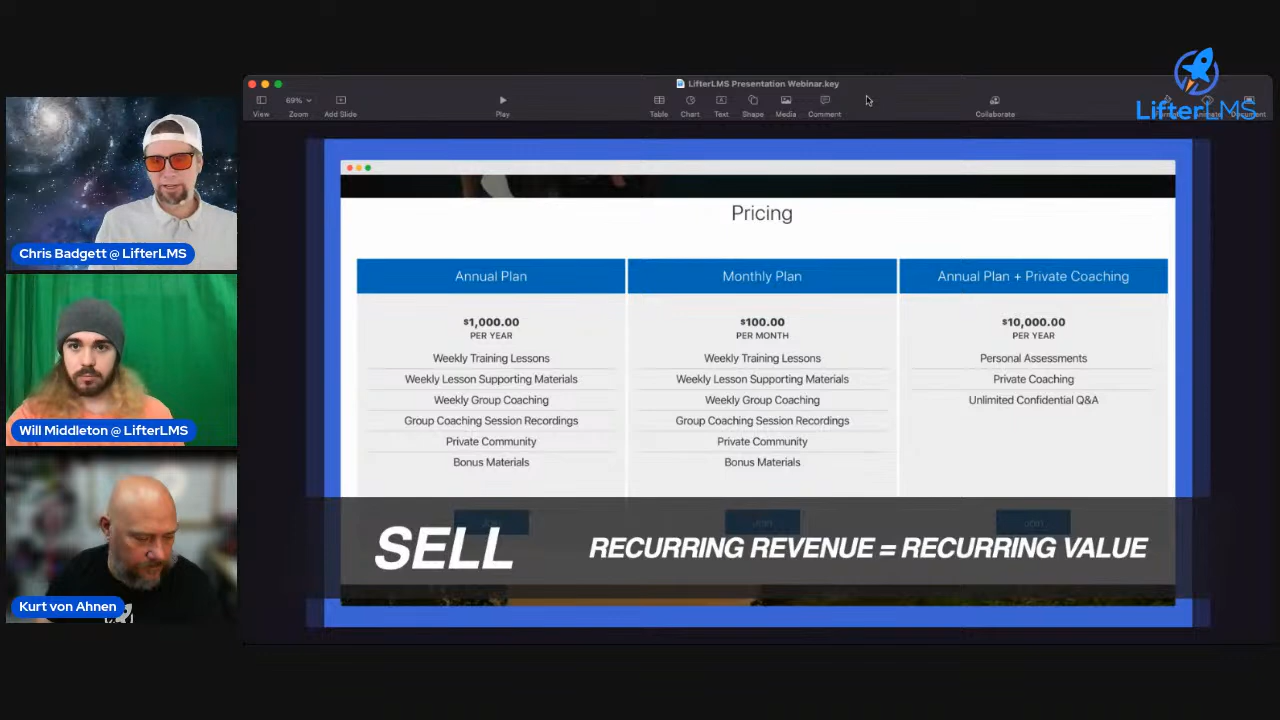 LifterLMS Presentation Webinar.key
69%
View
Zoom
Add Slide
Play
Table
Chart
Text
Shape
Media
Comment
Collaborate
LifterLMS
Chris Badgett @ LifterLMS
Will Middleton @ LifterLMS
Kurt von Ahnen
Pricing
Annual Plan
$1,000.00
PER YEAR
Weekly Training Lessons
Weekly Lesson Supporting Materials
Weekly Group Coaching
Group Coaching Session Recordings
Private Community
Bonus Materials
Monthly Plan
$100.00
PER MONTH
Weekly Training Lessons
Weekly Lesson Supporting Materials
Weekly Group Coaching
Group Coaching Session Recordings
Private Community
Bonus Materials
Annual Plan + Private Coaching
$10,000.00
PER YEAR
Personal Assessments
Private Coaching
Unlimited Confidential Q&A
Join
Join
SELL
RECURRING REVENUE = RECURRING VALUE